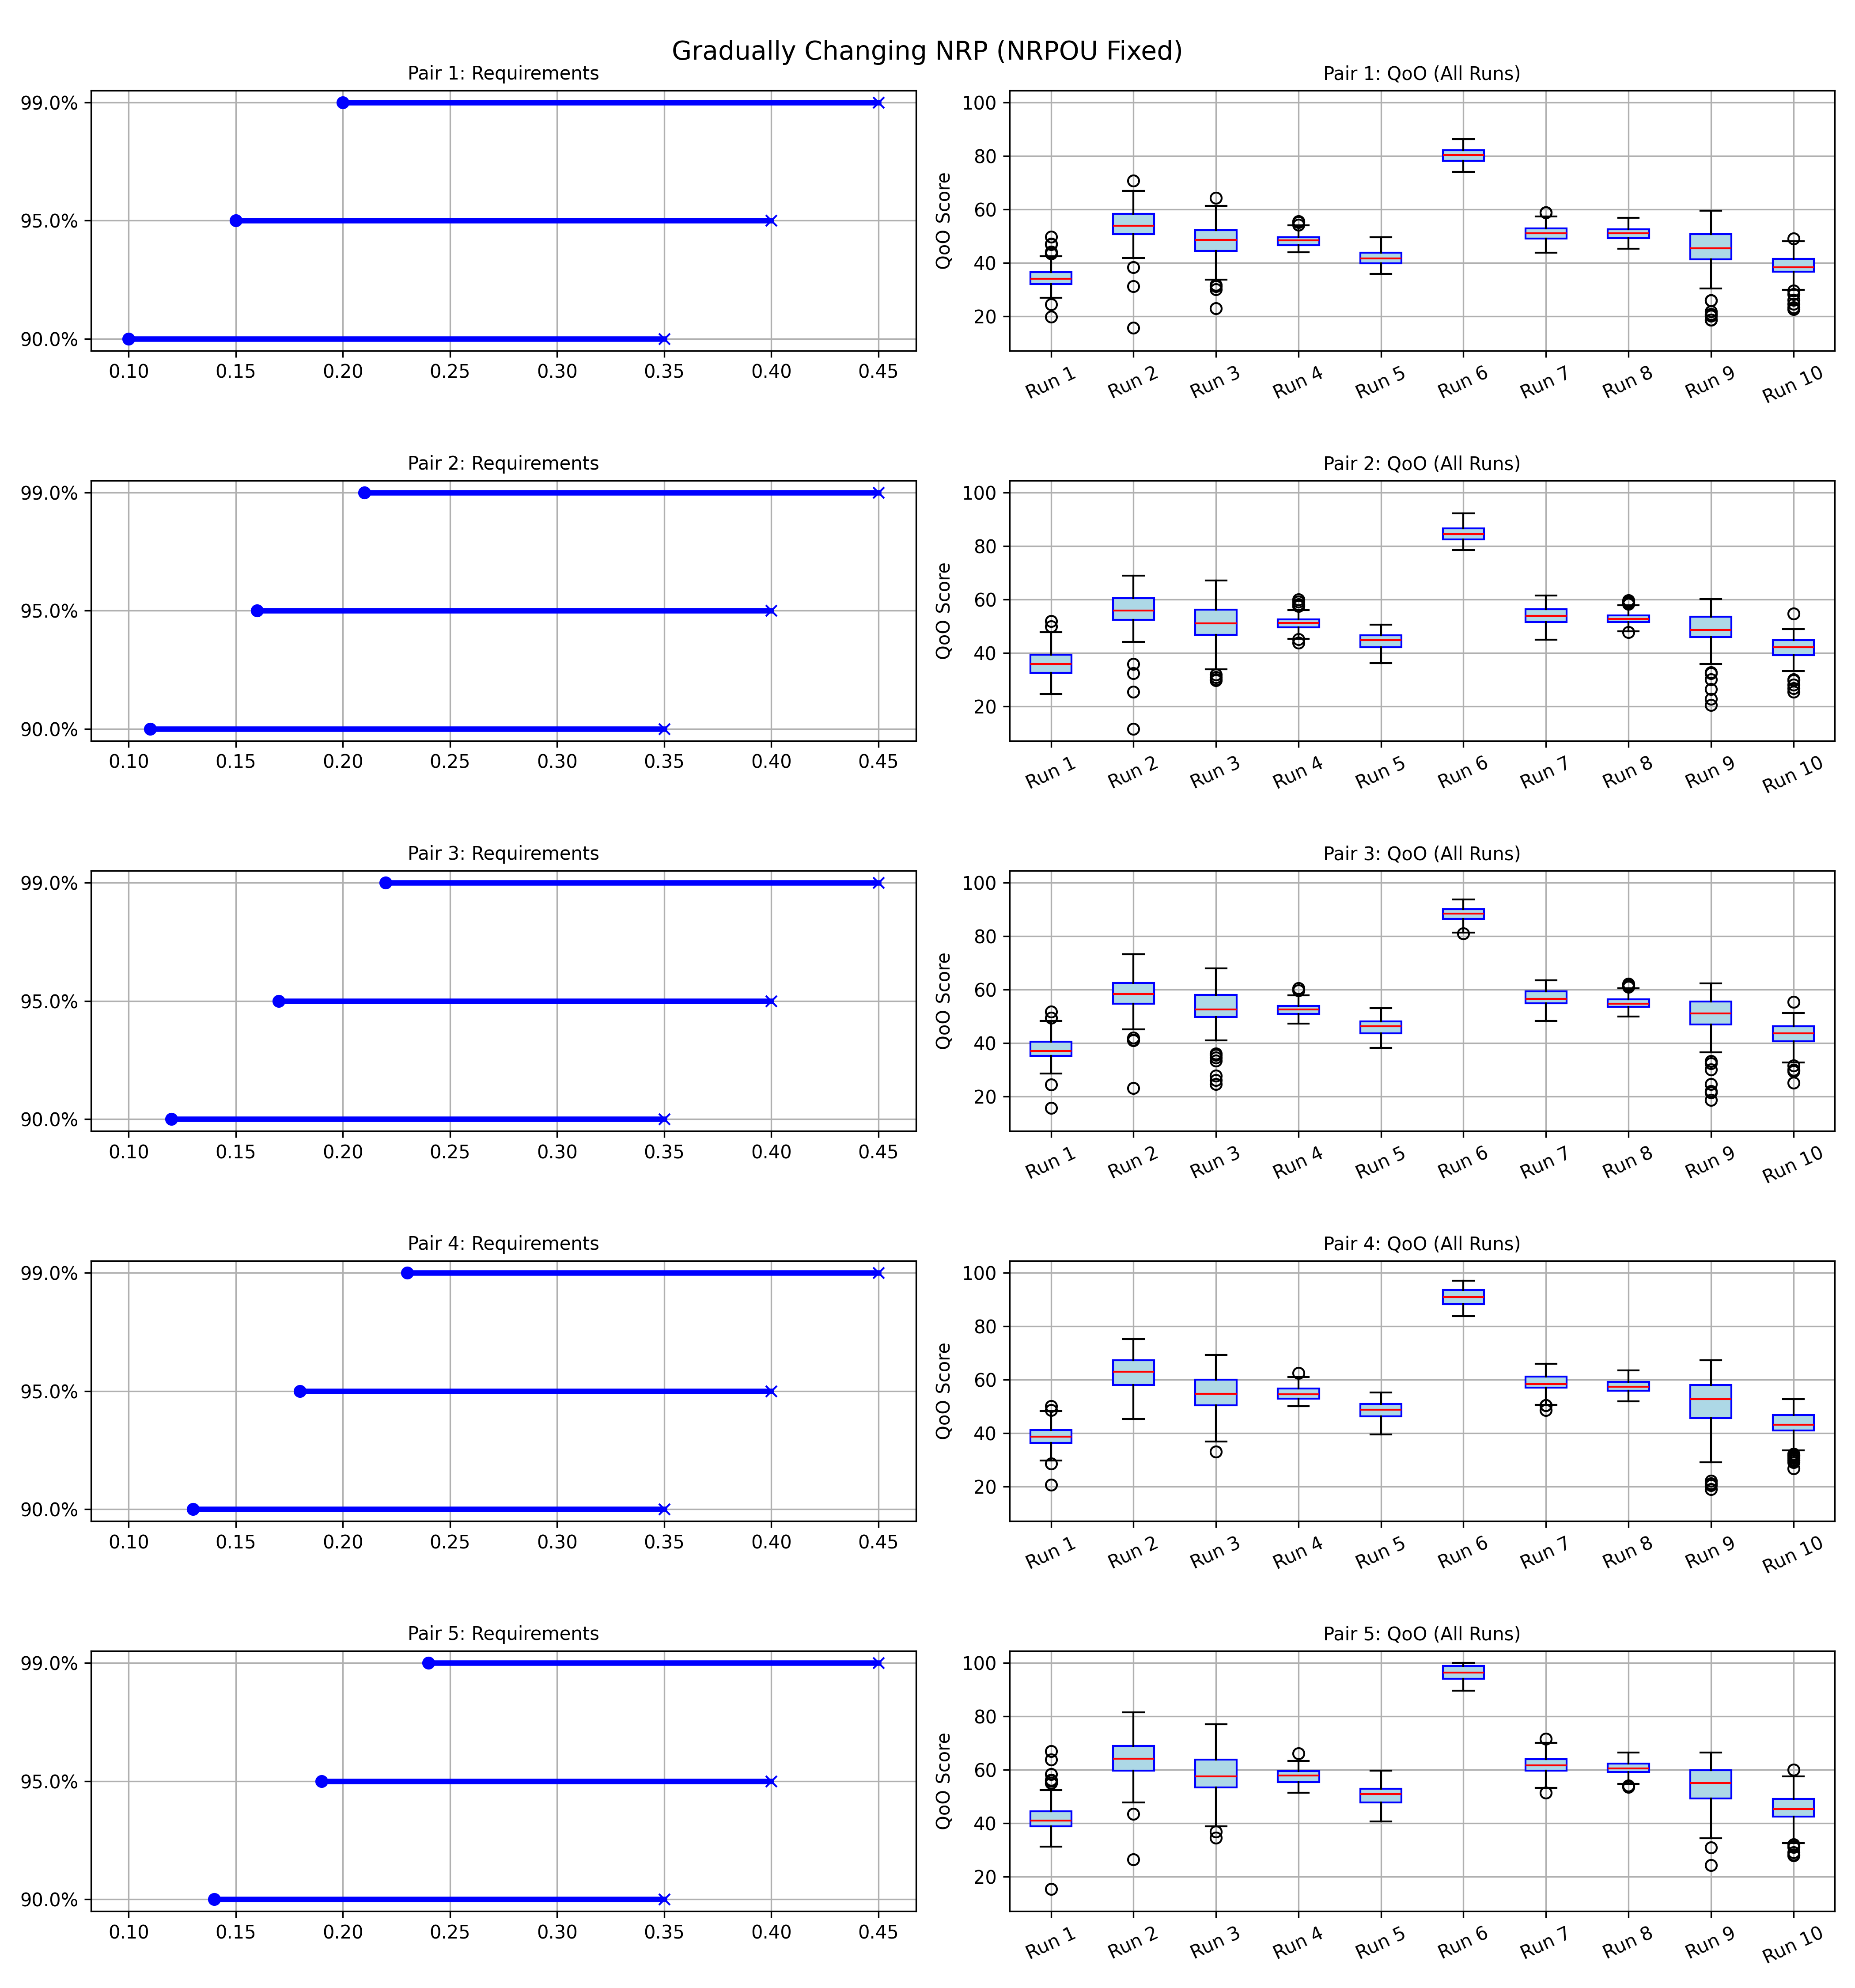 Gradually Changing NRP (NRPOU Fixed)
Pair 1: Requirements
99.0%
95.0%
90.0%
0.10 0.15 0.20 0.25 0.30 0.35 0.40 0.45
Pair 1: QoO (All Runs)
QoO Score
100
80
60
40
20
Run 1 Run 2 Run 3 Run 4 Run 5 Run 6 Run 7 Run 8 Run 9 Run 10
Pair 2: Requirements
99.0%
95.0%
90.0%
0.10 0.15 0.20 0.25 0.30 0.35 0.40 0.45
Pair 2: QoO (All Runs)
QoO Score
100
80
60
40
20
Run 1 Run 2 Run 3 Run 4 Run 5 Run 6 Run 7 Run 8 Run 9 Run 10
Pair 3: Requirements
99.0%
95.0%
90.0%
0.10 0.15 0.20 0.25 0.30 0.35 0.40 0.45
Pair 3: QoO (All Runs)
QoO Score
100
80
60
40
20
Run 1 Run 2 Run 3 Run 4 Run 5 Run 6 Run 7 Run 8 Run 9 Run 10
Pair 4: Requirements
99.0%
95.0%
90.0%
0.10 0.15 0.20 0.25 0.30 0.35 0.40 0.45
Pair 4: QoO (All Runs)
QoO Score
100
80
60
40
20
Run 1 Run 2 Run 3 Run 4 Run 5 Run 6 Run 7 Run 8 Run 9 Run 10
Pair 5: Requirements
99.0%
95.0%
90.0%
0.10 0.15 0.20 0.25 0.30 0.35 0.40 0.45
Pair 5: QoO (All Runs)
QoO Score
100
80
60
40
20
Run 1 Run 2 Run 3 Run 4 Run 5 Run 6 Run 7 Run 8 Run 9 Run 10